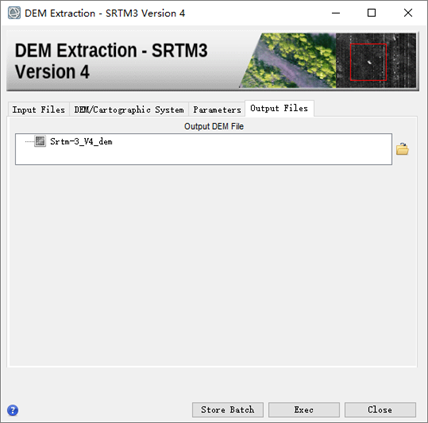 DEM Extraction - SRTM3 Version 4
DEM Extraction - SRTM3
Version 4
Input Files DEM/Cartographic System Parameters Output Files
Output DEM File
Srtm-3_V4_dem
Store Batch Exec Close